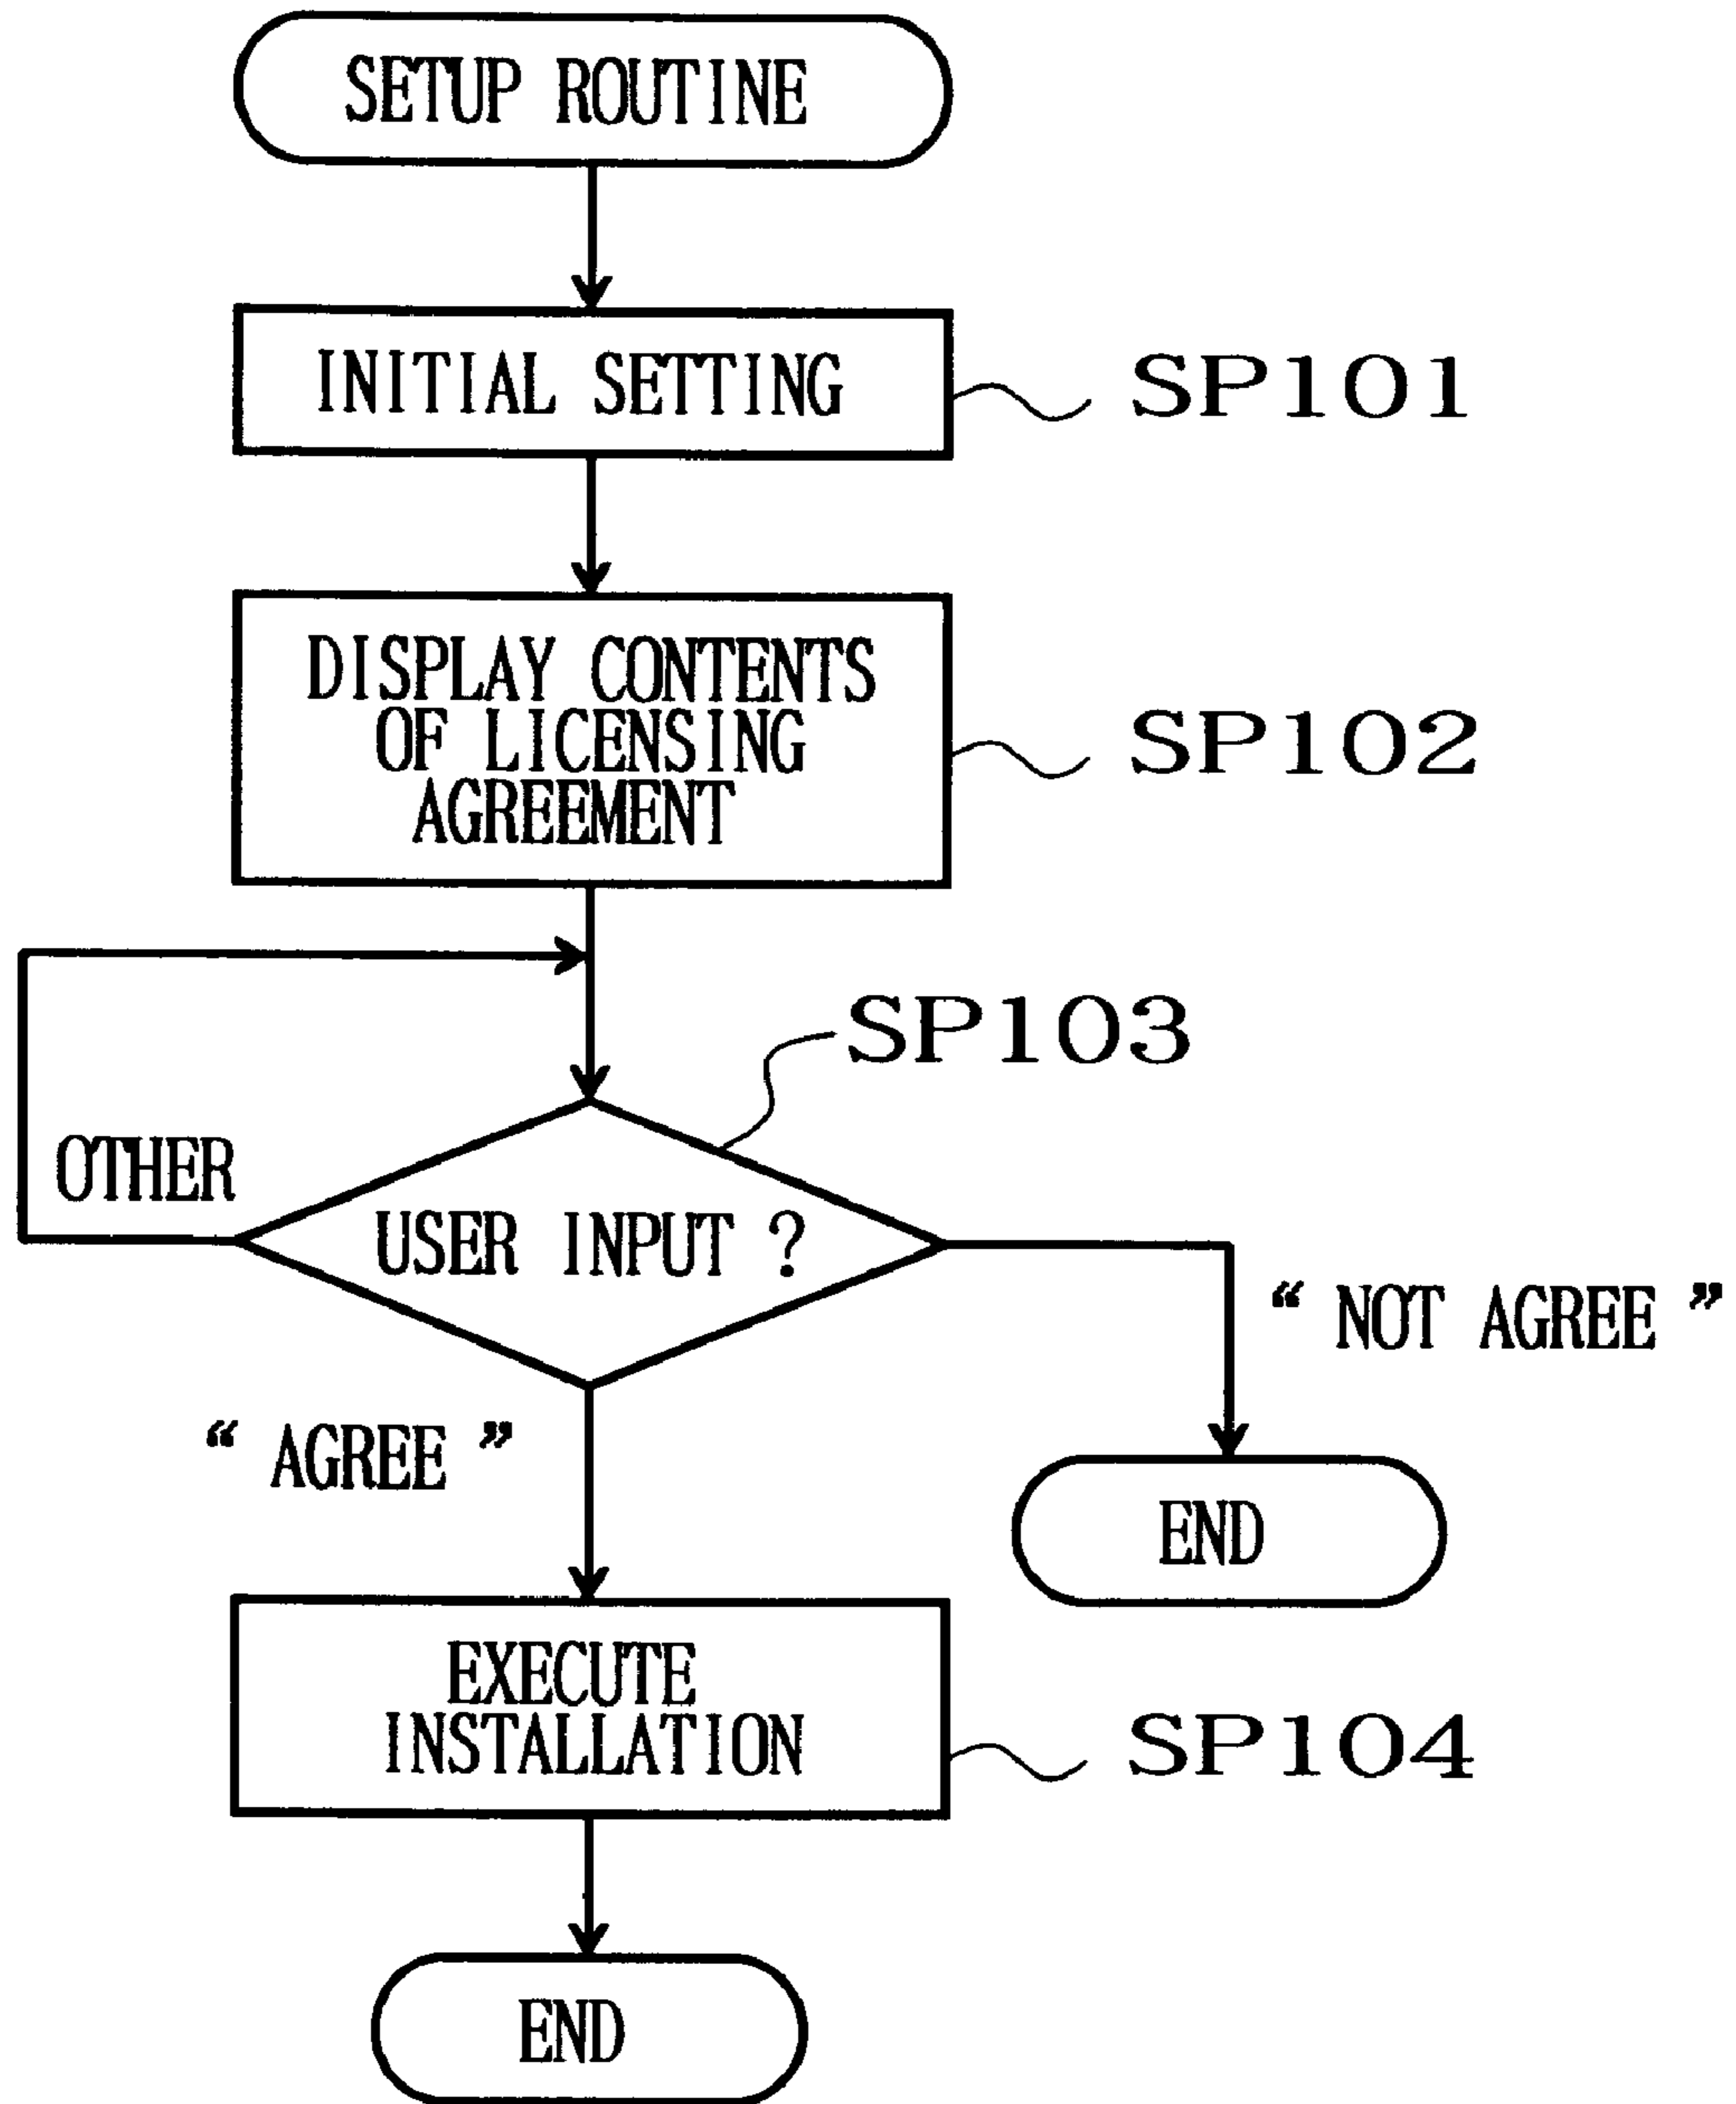 SETUP ROUTINE
INITIAL SETTING
SP101
DISPLAY CONTENTS
OF LICENSING
AGREEMENT
SP102
SP103
OTHER
USER INPUT ?
“ NOT AGREE ”
“ AGREE ”
END
EXECUTE
INSTALLATION
SP104
END